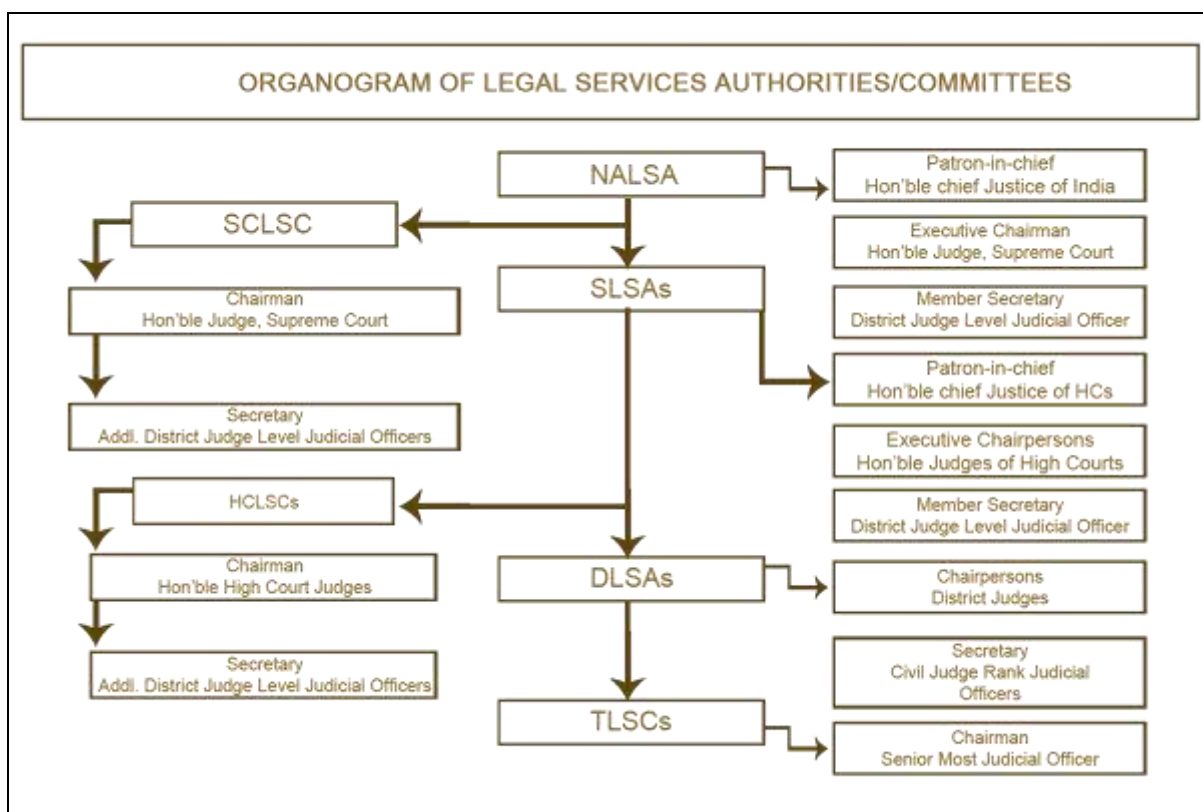 ORGANOGRAM OF LEGAL SERVICES AUTHORITIES/COMMITTEES
NALSA
Patron-in-chief
Hon'ble chief Justice of India
SCLSC
Executive Chairman
Hon'ble Judge, Supreme Court
SLSAs
Chairman
Hon'ble Judge, Supreme Court
Member Secretary
District Judge Level Judicial Officer
Patron-in-chief
Hon'ble chief Justice of HCs
Secretary
Addl. District Judge Level Judicial Officers
Executive Chairpersons
Hon'ble Judges of High Courts
HCLSCs
Member Secretary
District Judge Level Judicial Officer
Chairman
Hon'ble High Court Judges
DLSAs
Chairpersons
District Judges
Secretary
Addl. District Judge Level Judicial Officers
Secretary
Civil Judge Rank Judicial
Officers
TLSCs
Chairman
Senior Most Judicial Officer